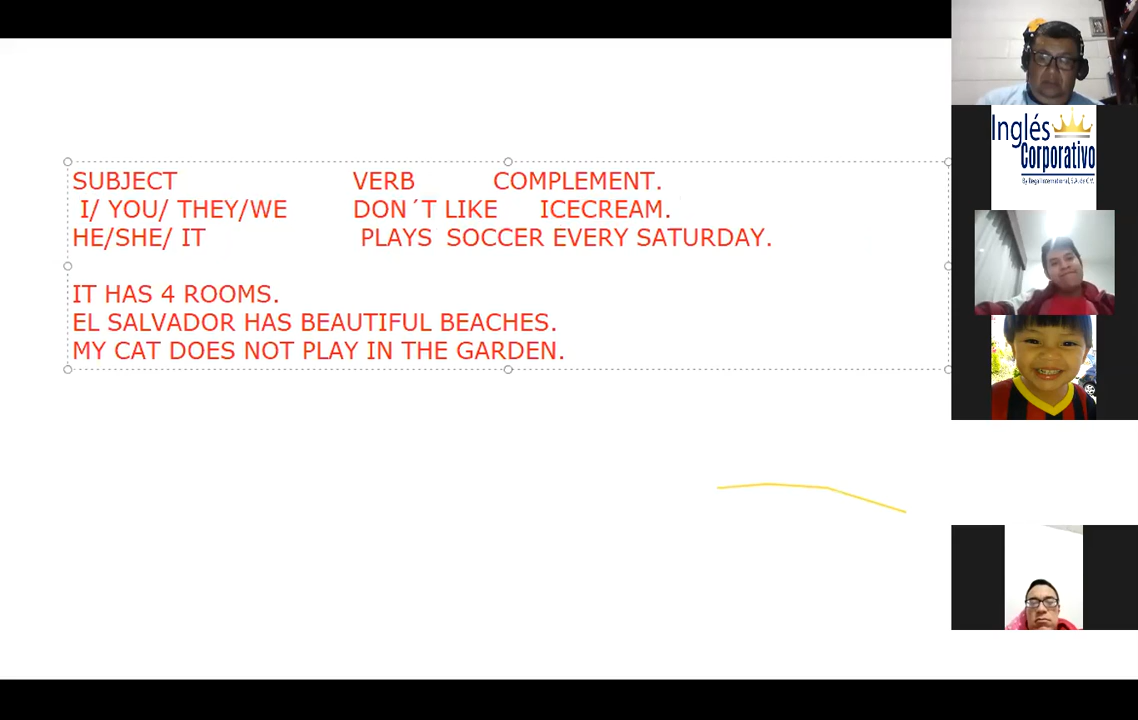 SUBJECT VERB COMPLEMENT.
I/ YOU/ THEY/WE DON´T LIKE ICECREAM.
HE/SHE/ IT PLAYS SOCCER EVERY SATURDAY.
IT HAS 4 ROOMS.
EL SALVADOR HAS BEAUTIFUL BEACHES.
MY CAT DOES NOT PLAY IN THE GARDEN.
Inglés
Corporativo